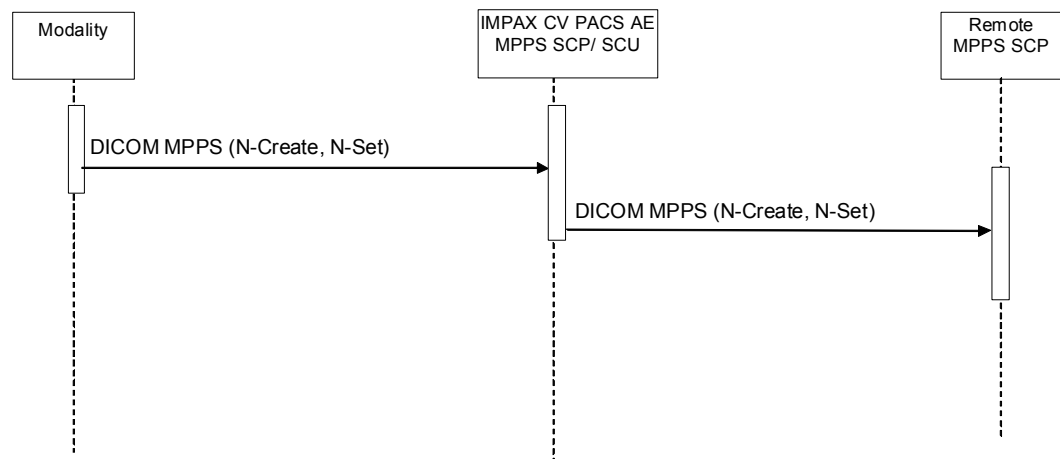 Modality
IMPAX CV PACS AE
MPPS SCP/ SCU
Remote
MPPS SCP
DICOM MPPS (N-Create, N-Set)
DICOM MPPS (N-Create, N-Set)